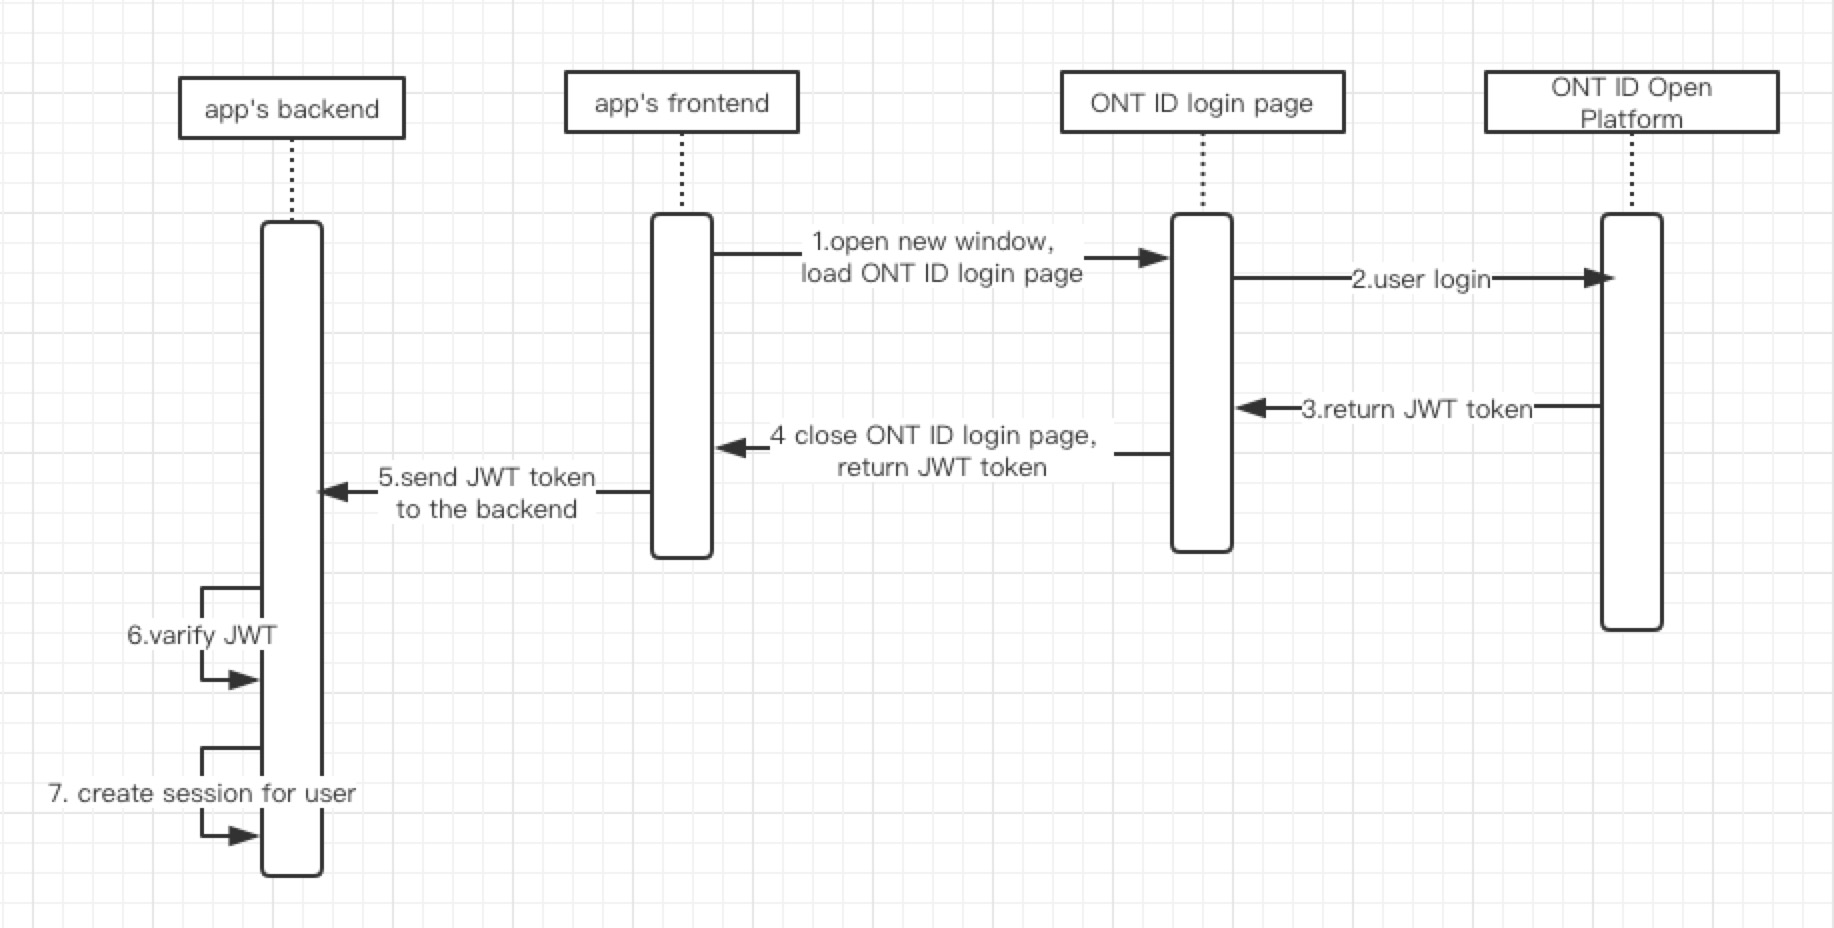 app's backend
app's frontend
ONT ID login page
ONT ID Open
Platform
1.open new window,
load ONT ID login page
2.user login
3.return JWT token
4 close ONT ID login page,
return JWT token
5.send JWT token
to the backend
6.varify JWT
7. create session for user